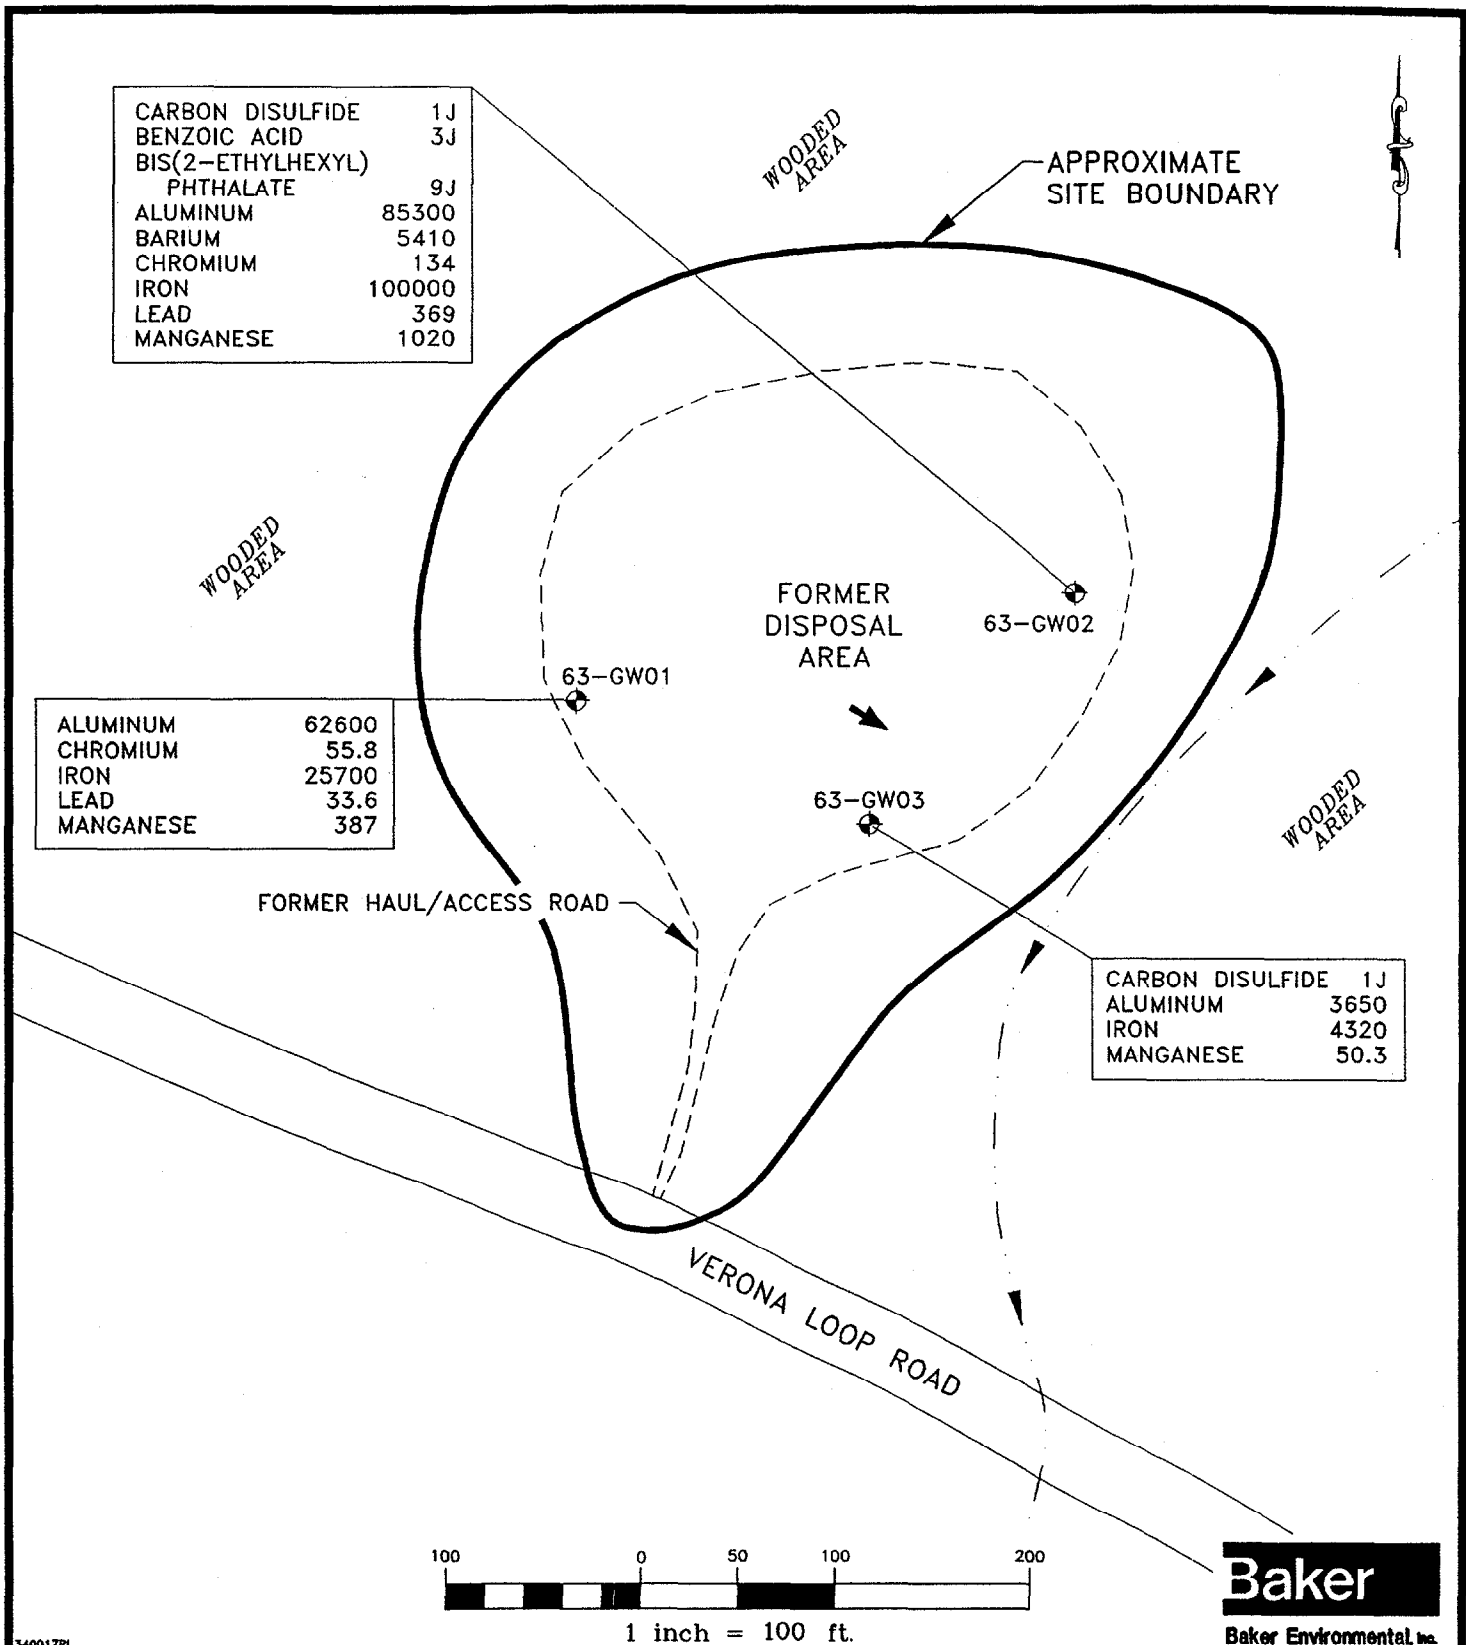 CARBON DISULFIDE 1J
BENZOIC ACID 3J
BIS(2-ETHYLHEXYL)
PHTHALATE 9J
ALUMINUM 85300
BARIUM 5410
CHROMIUM 134
IRON 100000
LEAD 369
MANGANESE 1020
WOODED
AREA
APPROXIMATE
SITE BOUNDARY
WOODED
AREA
FORMER
DISPOSAL
AREA
63-GW02
63-GW01
ALUMINUM 62600
CHROMIUM 55.8
IRON 25700
LEAD 33.6
MANGANESE 387
63-GW03
WOODED
AREA
FORMER HAUL/ACCESS ROAD
CARBON DISULFIDE 1J
ALUMINUM 3650
IRON 4320
MANGANESE 50.3
VERONA LOOP ROAD
100 0 50 100 200
1 inch = 100 ft.
Baker
Baker Environmental, Inc.